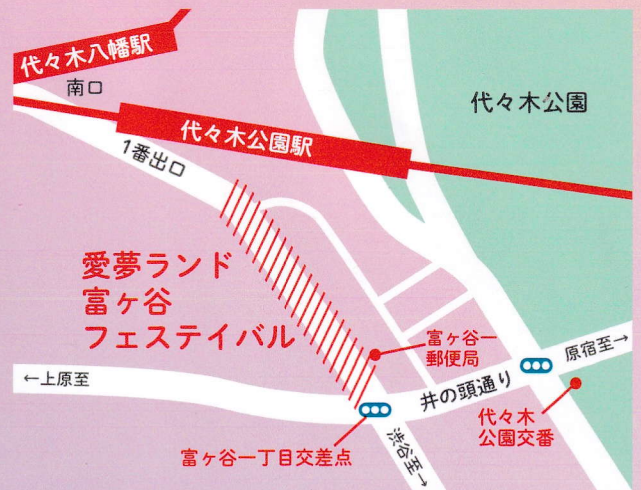 代々木八幡駅
南口
代々木公園
代々木公園駅
1番出口
愛夢ランド
富ヶ谷
フェステイバル
富ヶ谷一
郵便局
原宿至→
←上原至
井の頭通り
代々木
公園交番
富ヶ谷一丁目交差点
渋谷至→